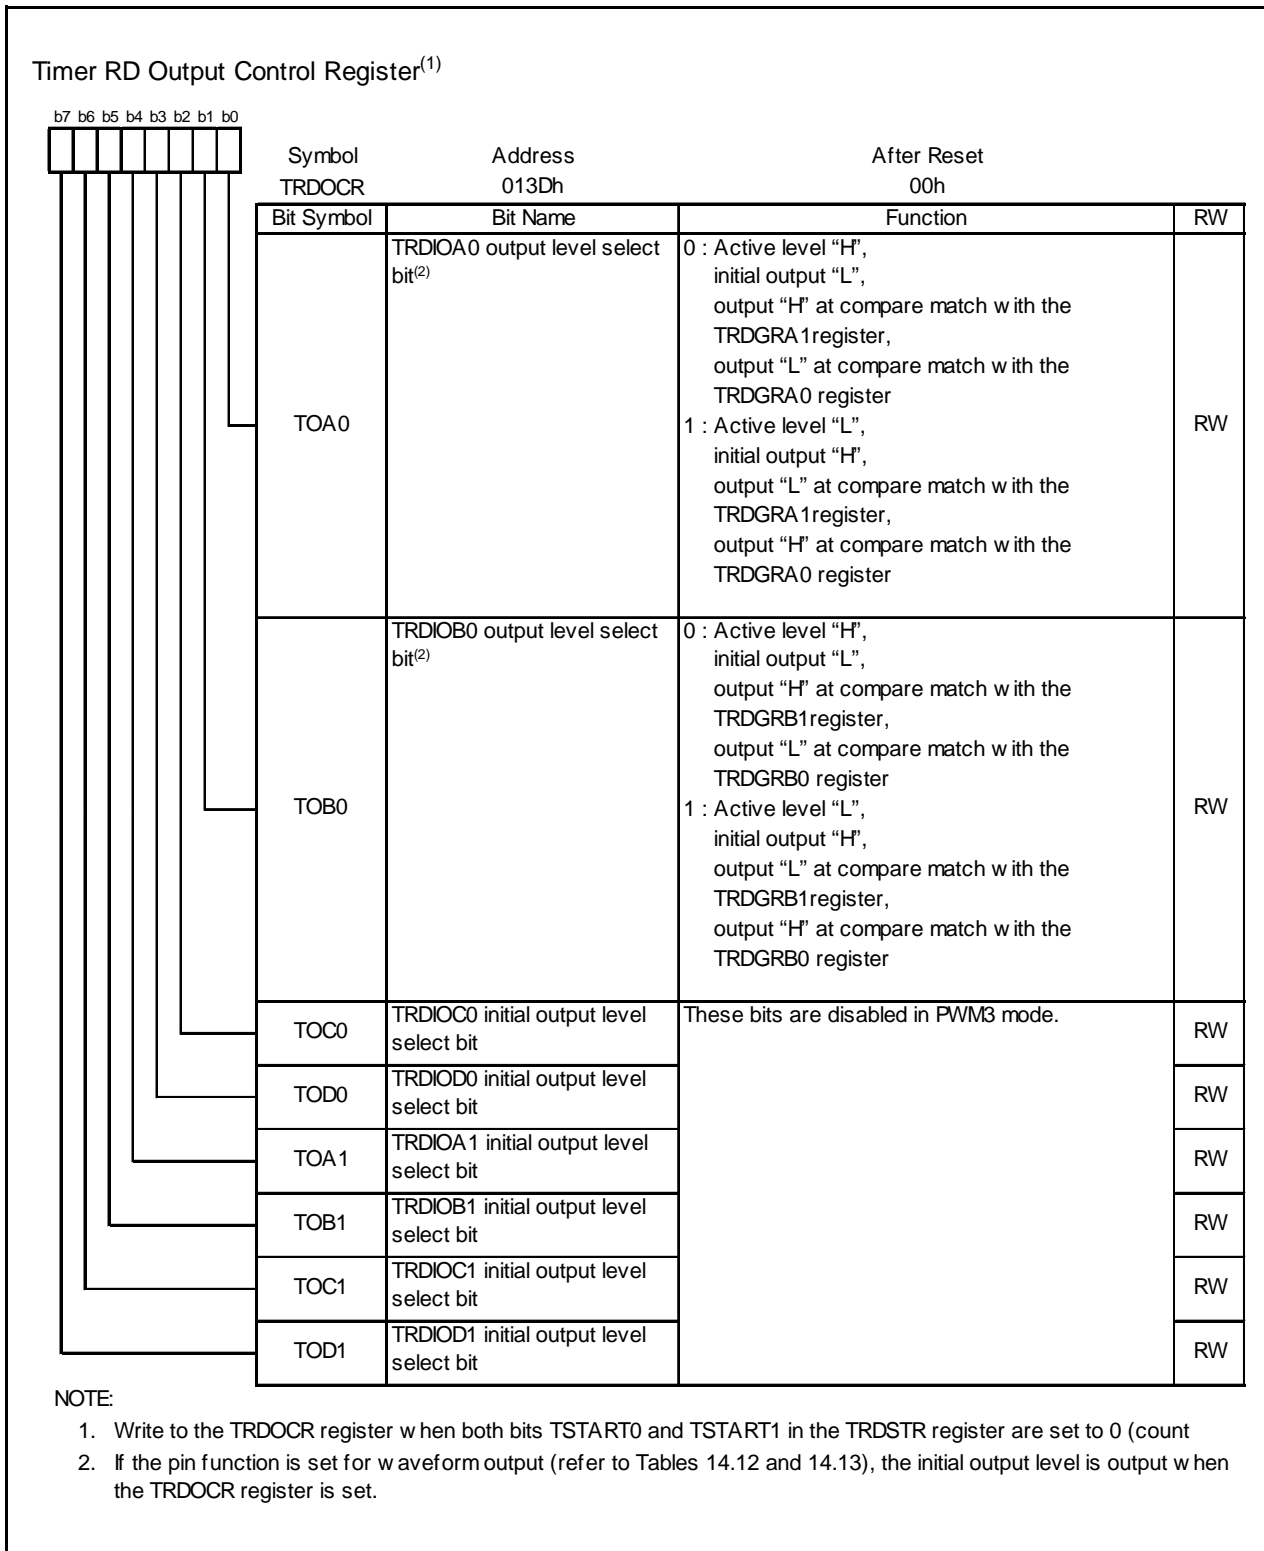 Timer RD Output Control Register(1)
b7 b6 b5 b4 b3 b2 b1 b0
Symbol Address After Reset
TRDOCR 013Dh 00h
Bit Symbol Bit Name Function RW
TOA0
TRDIOA0 output level select
bit(2)
0 : Active level “H”,
initial output “L”,
output “H” at compare match with the
TRDGRA1register,
output “L” at compare match with the
TRDGRA0 register
1 : Active level “L”,
initial output “H”,
output “L” at compare match with the
TRDGRA1register,
output “H” at compare match with the
TRDGRA0 register
RW
TOB0
TRDIOB0 output level select
bit(2)
0 : Active level “H”,
initial output “L”,
output “H” at compare match with the
TRDGRB1register,
output “L” at compare match with the
TRDGRB0 register
1 : Active level “L”,
initial output “H”,
output “L” at compare match with the
TRDGRB1register,
output “H” at compare match with the
TRDGRB0 register
RW
TOC0
TRDIOC0 initial output level
select bit
These bits are disabled in PWM3 mode.
RW
TOD0
TRDIOD0 initial output level
select bit
RW
TOA1
TRDIOA1 initial output level
select bit
RW
TOB1
TRDIOB1 initial output level
select bit
RW
TOC1
TRDIOC1 initial output level
select bit
RW
TOD1
TRDIOD1 initial output level
select bit
RW
NOTE:
1. Write to the TRDOCR register when both bits TSTART0 and TSTART1 in the TRDSTR register are set to 0 (count
2. If the pin function is set for waveform output (refer to Tables 14.12 and 14.13), the initial output level is output when
the TRDOCR register is set.